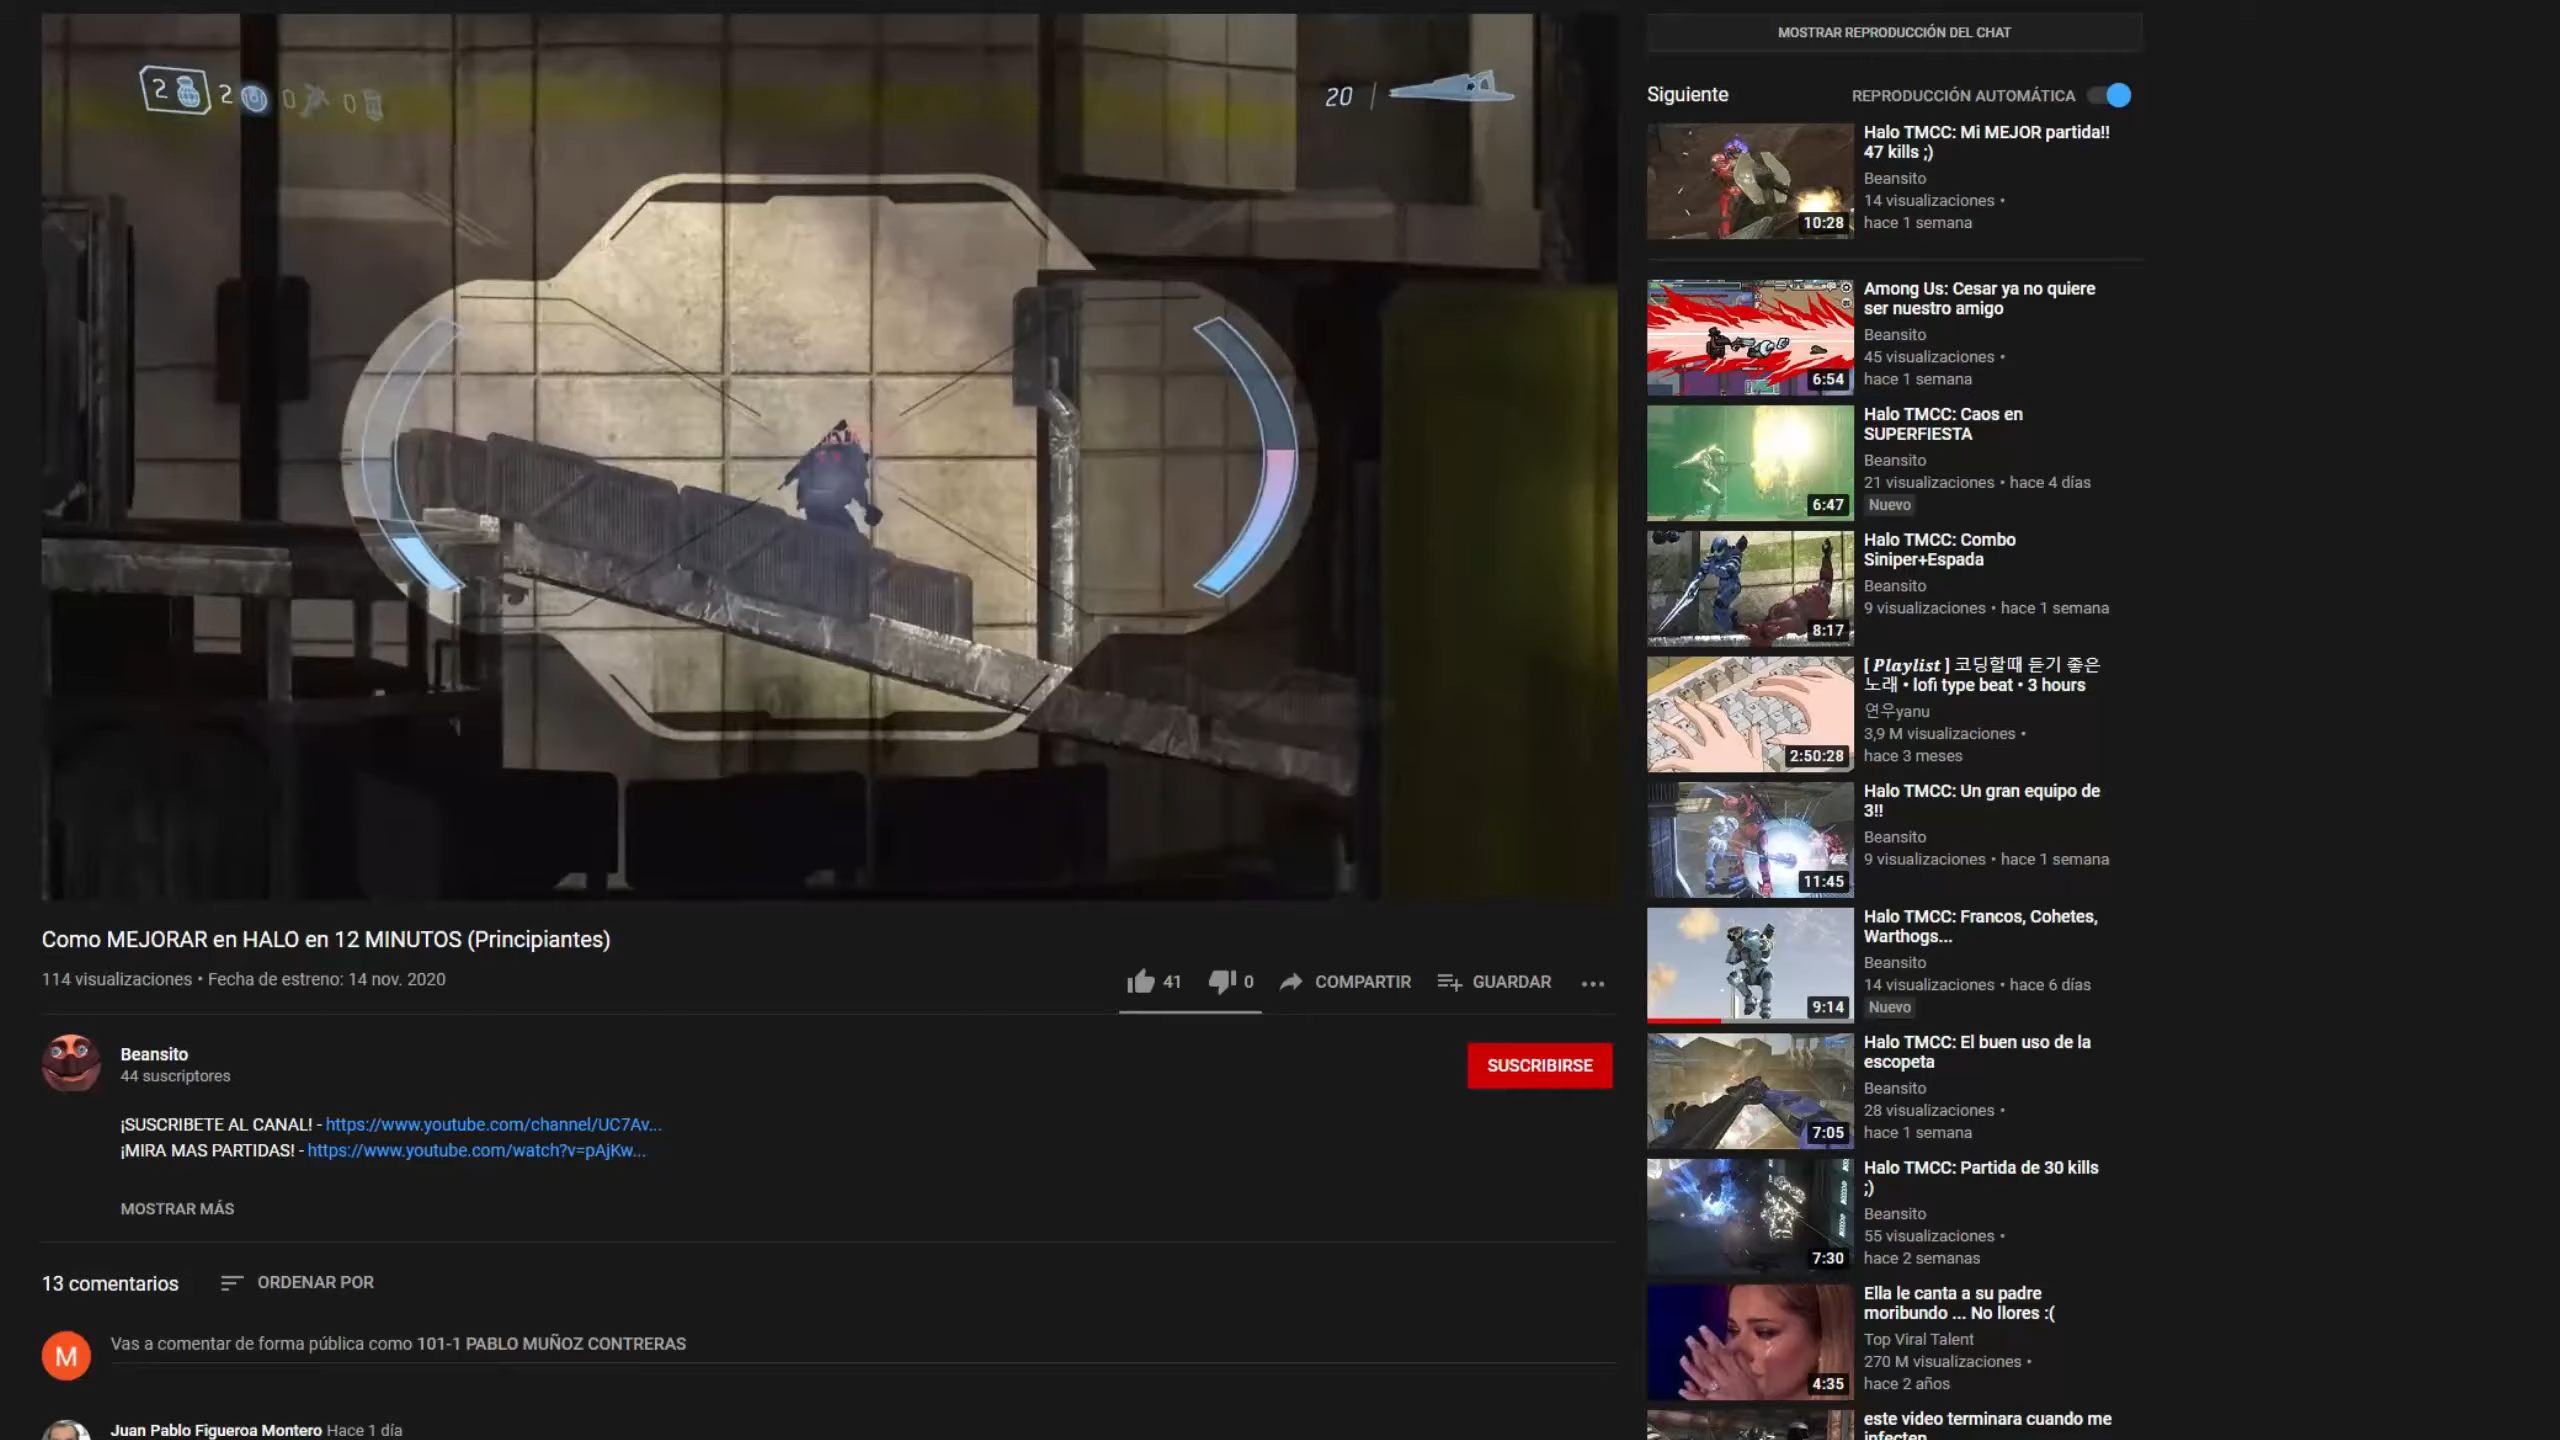 2 2 0 0
20
MOSTRAR REPRODUCCIÓN DEL CHAT
Siguiente
REPRODUCCIÓN AUTOMÁTICA
Halo TMCC: Mi MEJOR partida!!
47 kills ;)
Beansito
14 visualizaciones •
hace 1 semana
10:28
Among Us: Cesar ya no quiere
ser nuestro amigo
Beansito
45 visualizaciones •
hace 1 semana
6:54
Halo TMCC: Caos en
SUPERFIESTA
Beansito
21 visualizaciones • hace 4 días
Nuevo
6:47
Halo TMCC: Combo
Siniper+Espada
Beansito
9 visualizaciones • hace 1 semana
8:17
[ Playlist ] 코딩할때 듣기 좋은
노래 • lofi type beat • 3 hours
연우yanu
3,9 M visualizaciones •
hace 3 meses
2:50:28
Halo TMCC: Un gran equipo de
3!!
Beansito
9 visualizaciones • hace 1 semana
11:45
Halo TMCC: Francos, Cohetes,
Warthogs...
Beansito
14 visualizaciones • hace 6 días
Nuevo
9:14
Halo TMCC: El buen uso de la
escopeta
Beansito
28 visualizaciones •
hace 1 semana
7:05
Halo TMCC: Partida de 30 kills
;)
Beansito
55 visualizaciones •
hace 2 semanas
7:30
Ella le canta a su padre
moribundo ... No llores :(
Top Viral Talent
270 M visualizaciones •
hace 2 años
4:35
este video terminara cuando me
infecten
Como MEJORAR en HALO en 12 MINUTOS (Principiantes)
114 visualizaciones • Fecha de estreno: 14 nov. 2020
41
0
COMPARTIR
GUARDAR
Beansito
44 suscriptores
SUSCRIBIRSE
¡SUSCRIBETE AL CANAL! - https://www.youtube.com/channel/UC7Av...
¡MIRA MAS PARTIDAS! - https://www.youtube.com/watch?v=pAjKw...
MOSTRAR MÁS
13 comentarios
ORDENAR POR
M
Vas a comentar de forma pública como 101-1 PABLO MUÑOZ CONTRERAS
Juan Pablo Figueroa Montero Hace 1 día